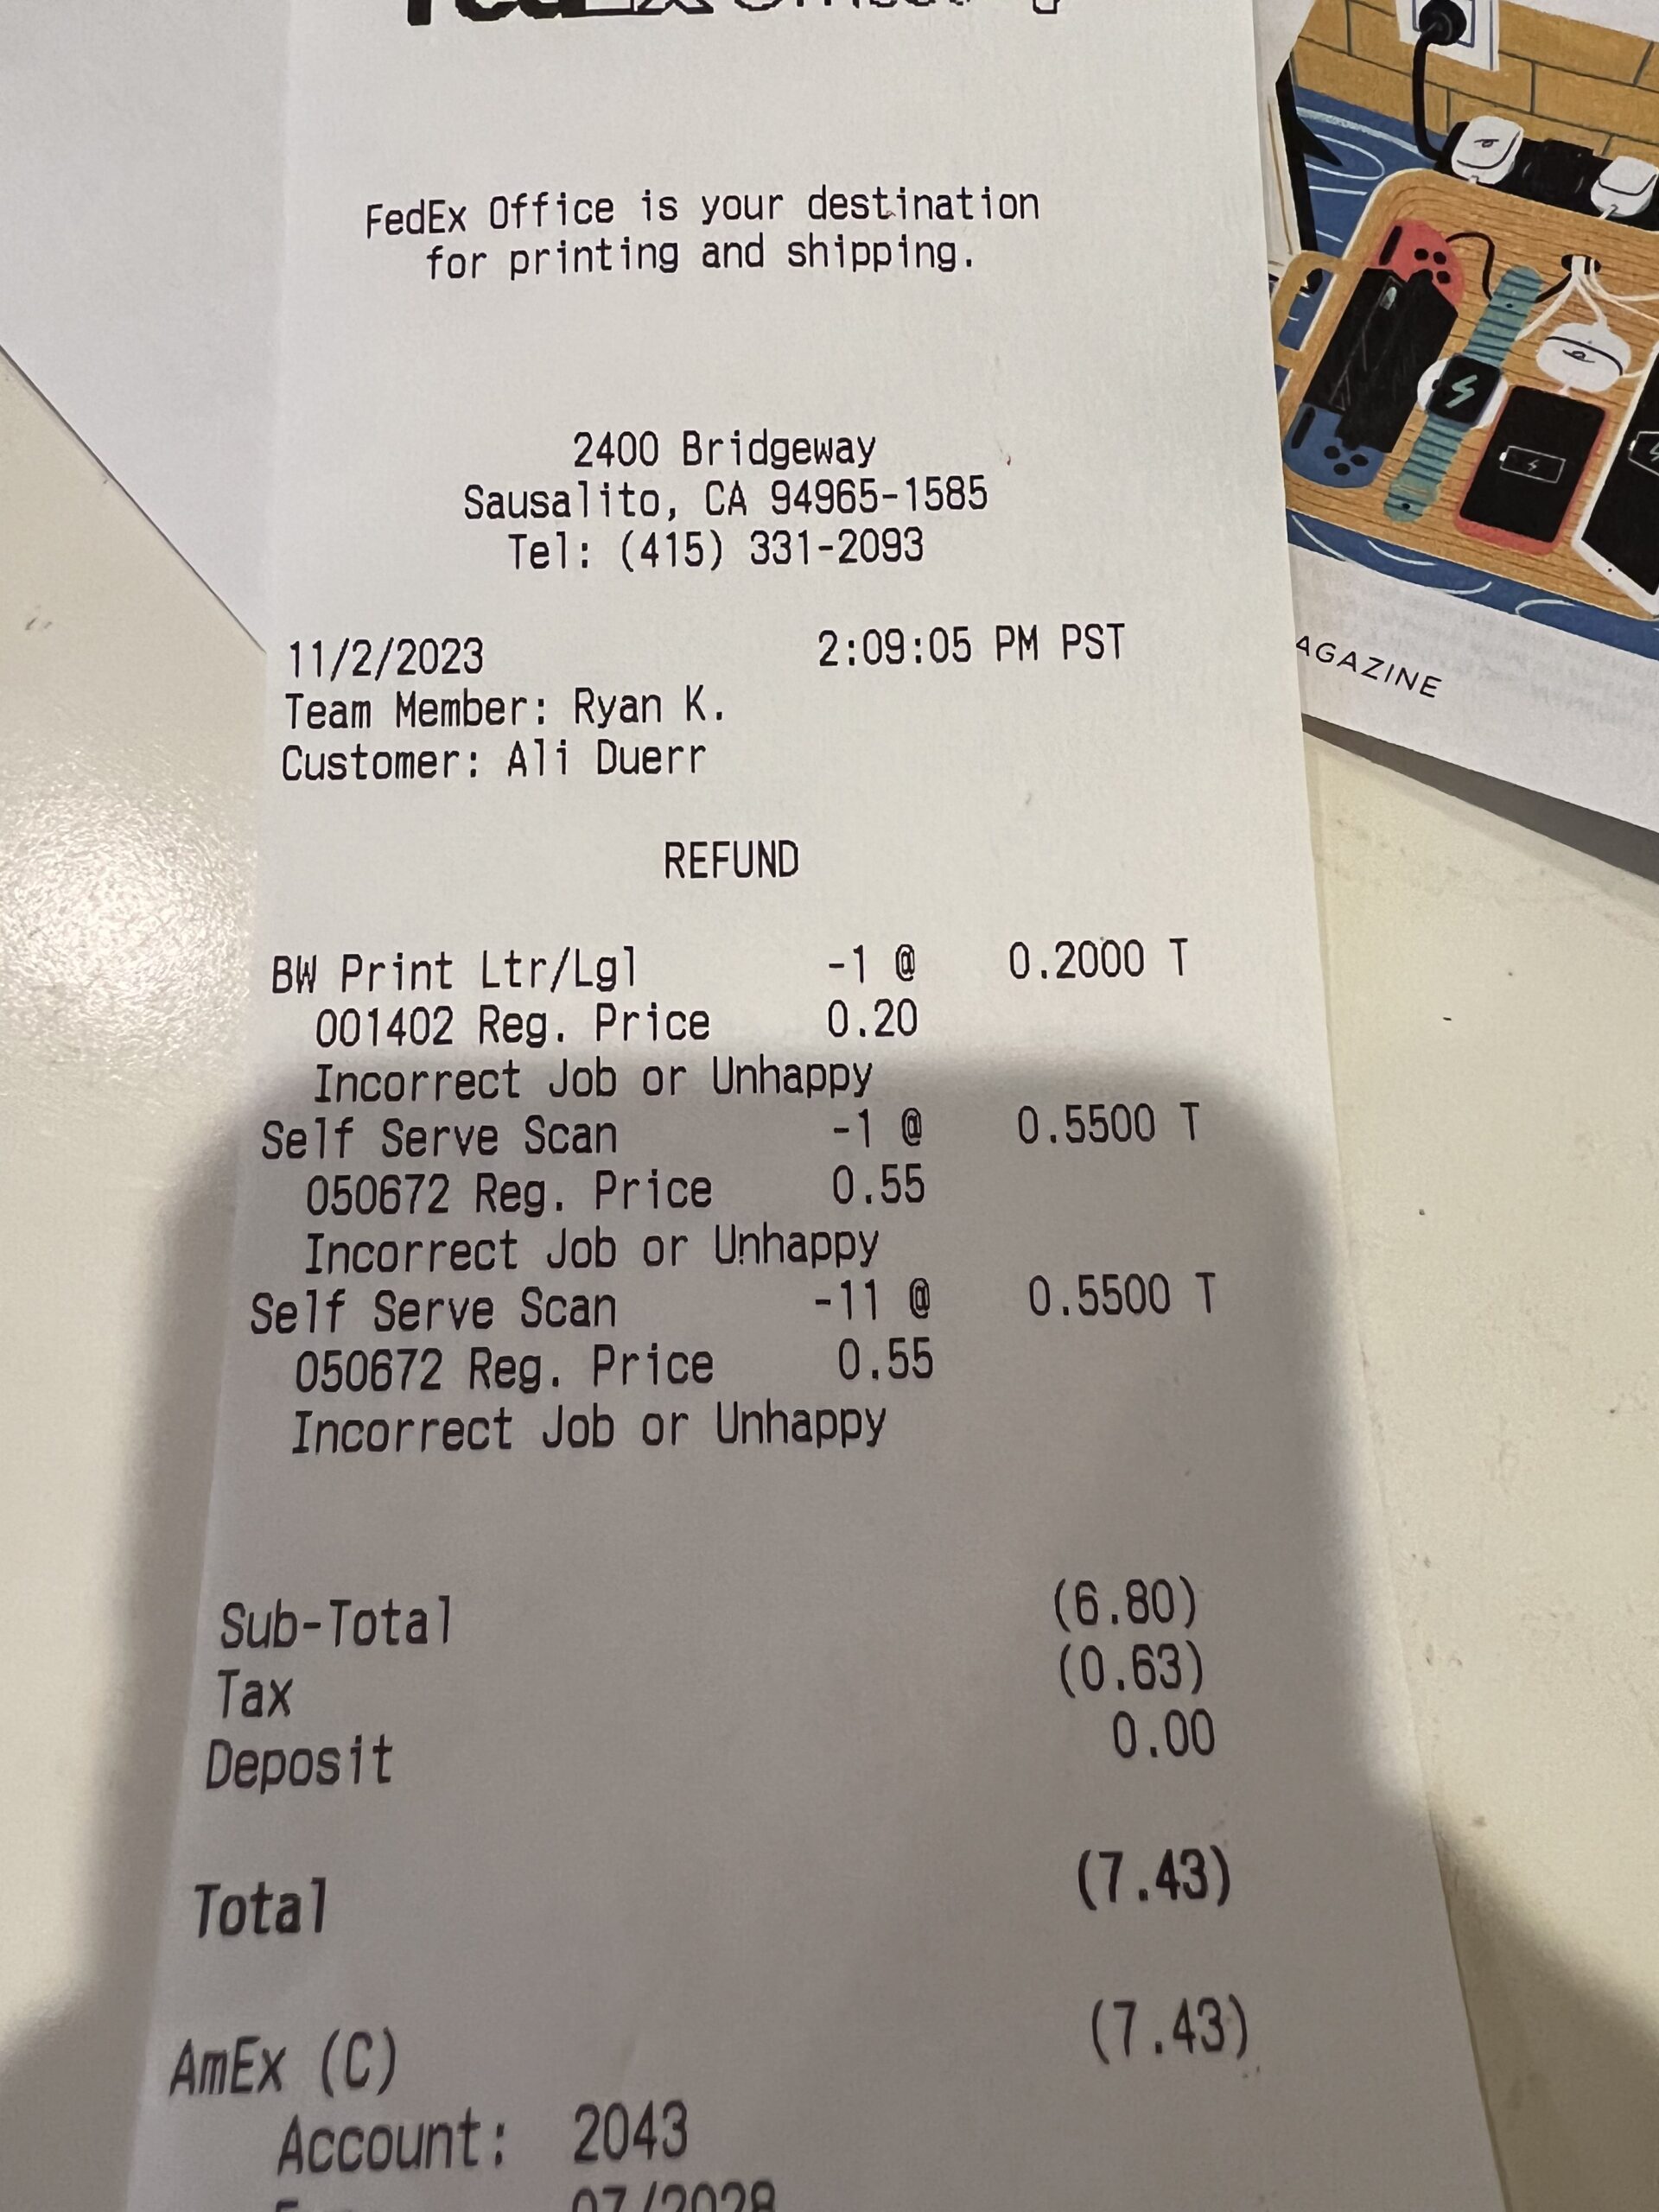 FedEx Office is your destination
for printing and shipping.
2400 Bridgeway
Sausalito, CA 94965-1585
Tel: (415) 331-2093
11/2/2023 2:09:05 PM PST
Team Member: Ryan K.
Customer: Ali Duerr
REFUND
BW Print Ltr/Lgl -1 @ 0.2000 T
001402 Reg. Price 0.20
Incorrect Job or Unhappy
Self Serve Scan -1 @ 0.5500 T
050672 Reg. Price 0.55
Incorrect Job or Unhappy
Self Serve Scan -11 @ 0.5500 T
050672 Reg. Price 0.55
Incorrect Job or Unhappy
Sub-Total (6.80)
Tax (0.63)
Deposit 0.00
Total (7.43)
AmEx (C) (7.43)
Account: 2043
07/2028
AGAZINE